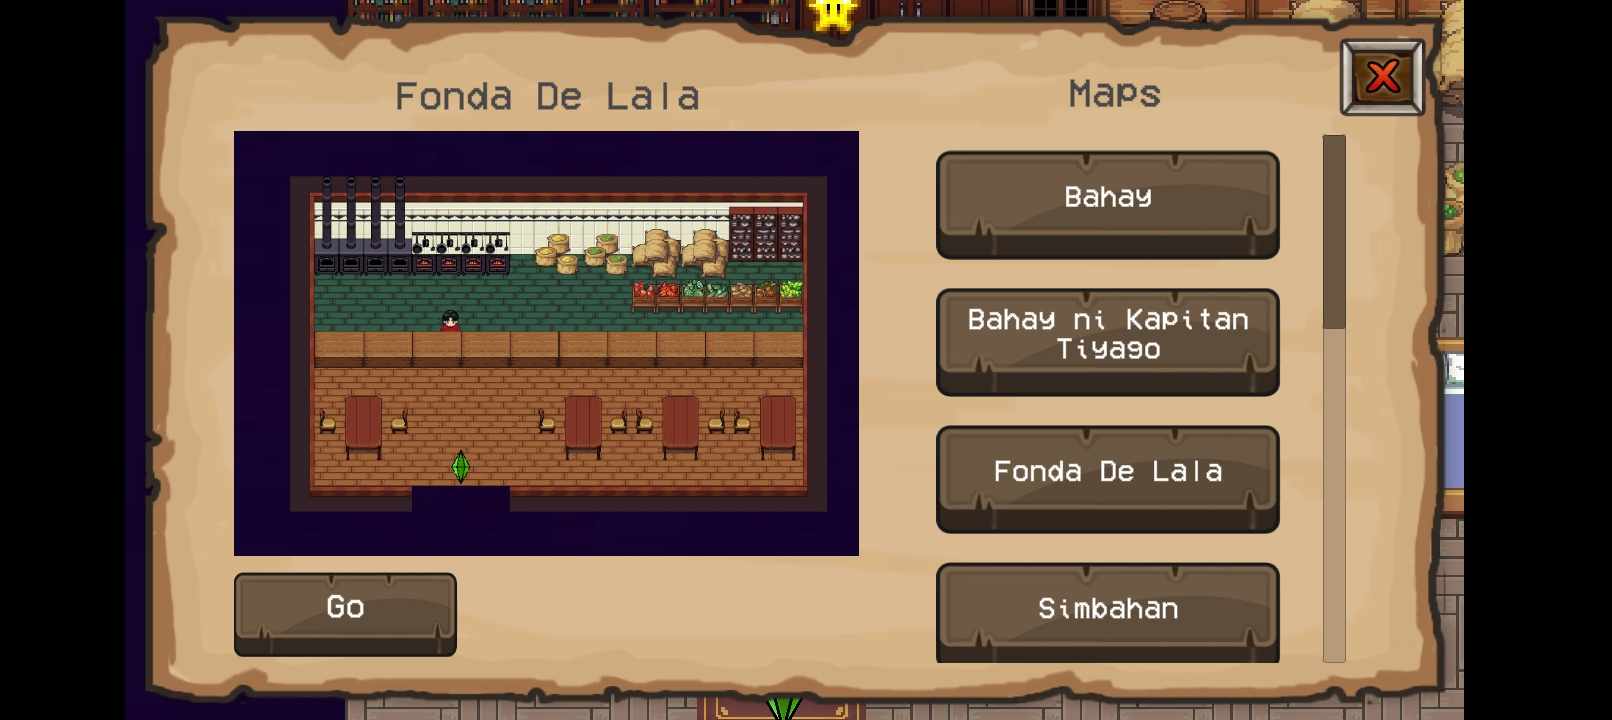 Fonda De Lala
Maps
Bahay
Bahay ni Kapitan
Tiyago
Fonda De Lala
Simbahan
Go